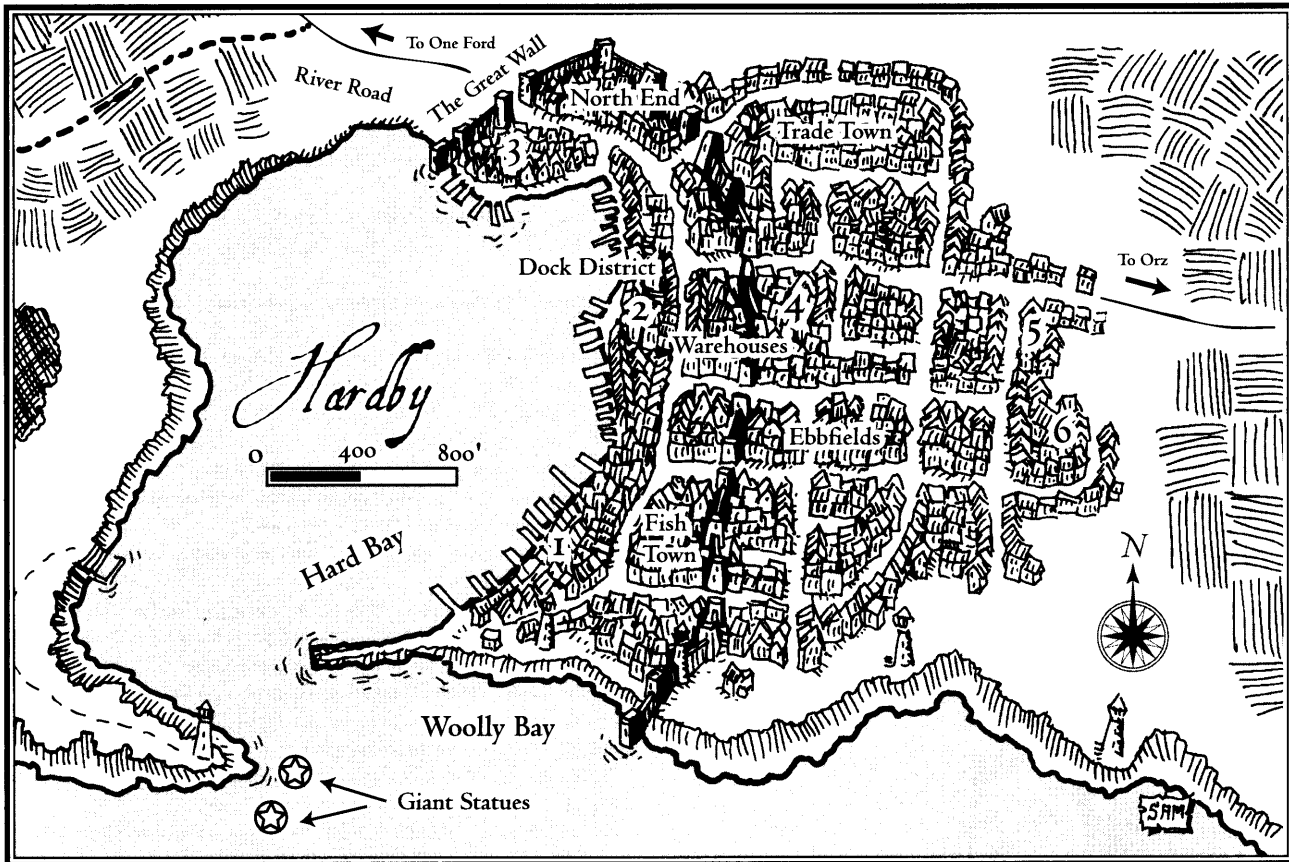 To One Ford
The Great Wall
River Road
North End
Trade Town
3
Dock District
To Orz
2
4
5
Warehouses
Hardby
0 400 800'
Ebbfields
6
Fish
Town
1
Hard Bay
N
Woolly Bay
Giant Statues
SAM